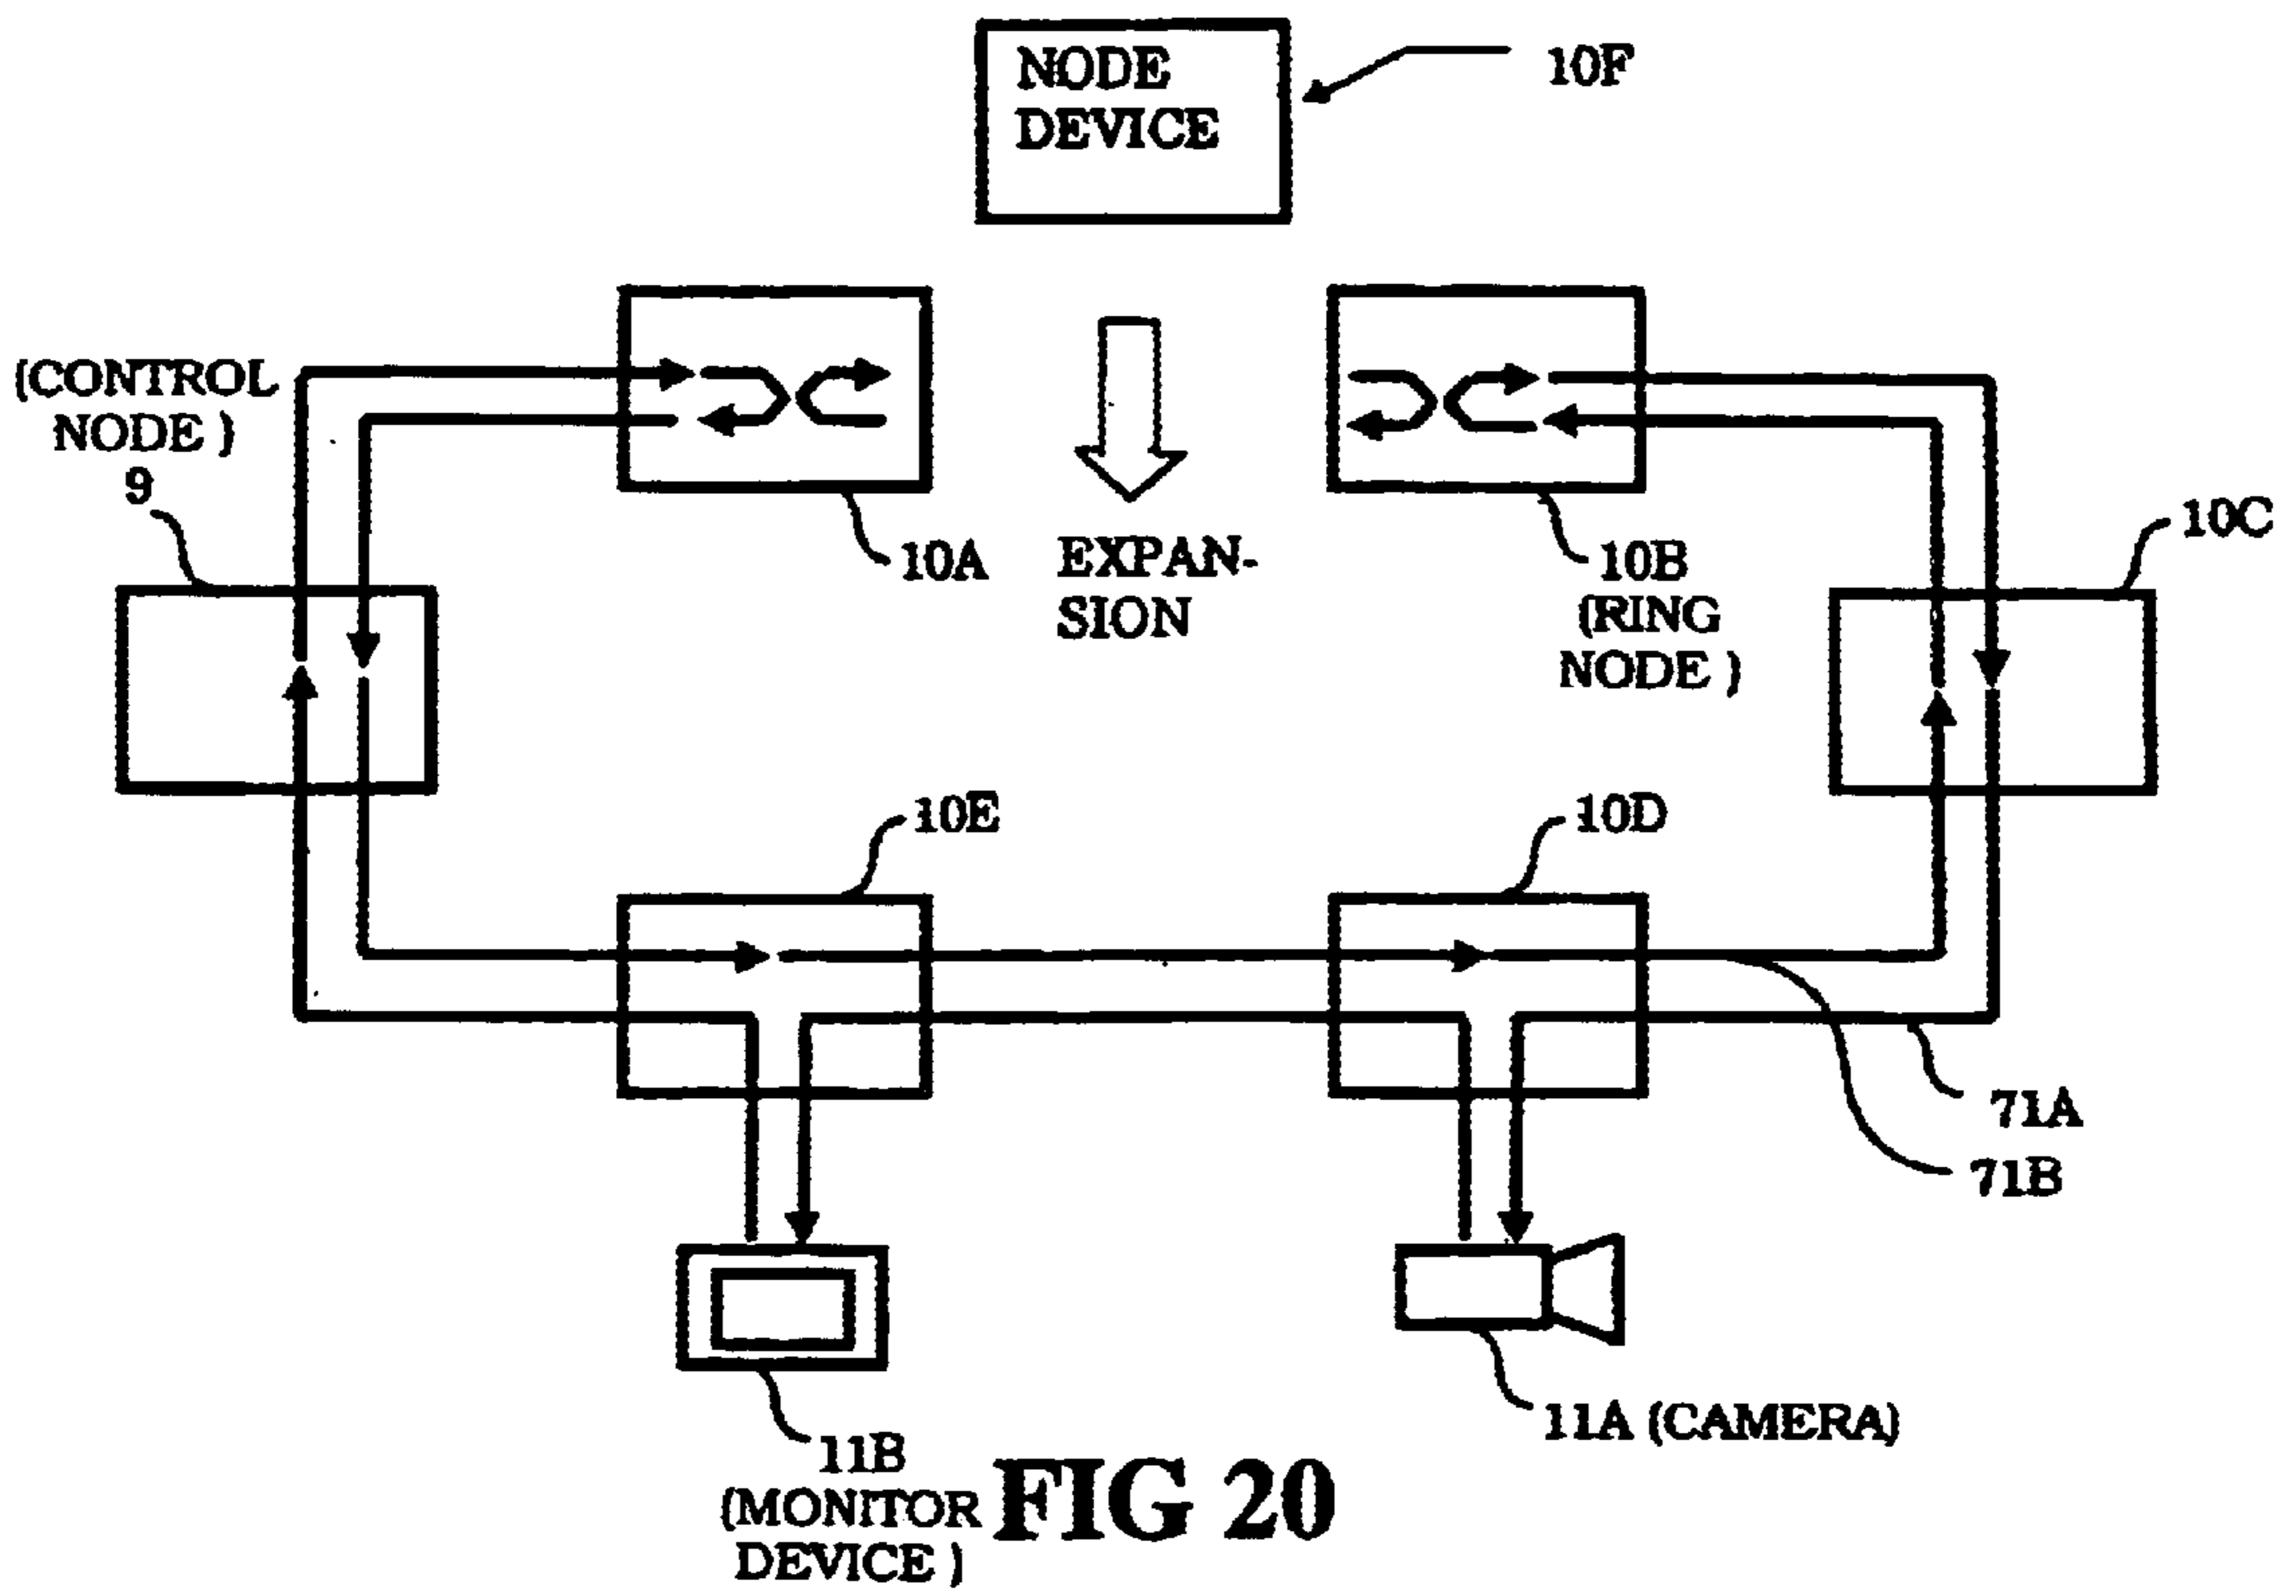 NODE
DEVICE
10F
(CONTROL
NODE )
9
10A
EXPAN-
SION
10B
(RING
NODE )
10C
10E
10D
71A
71B
11A (CAMERA)
11B
(MONITOR
DEVICE )
FIG 20